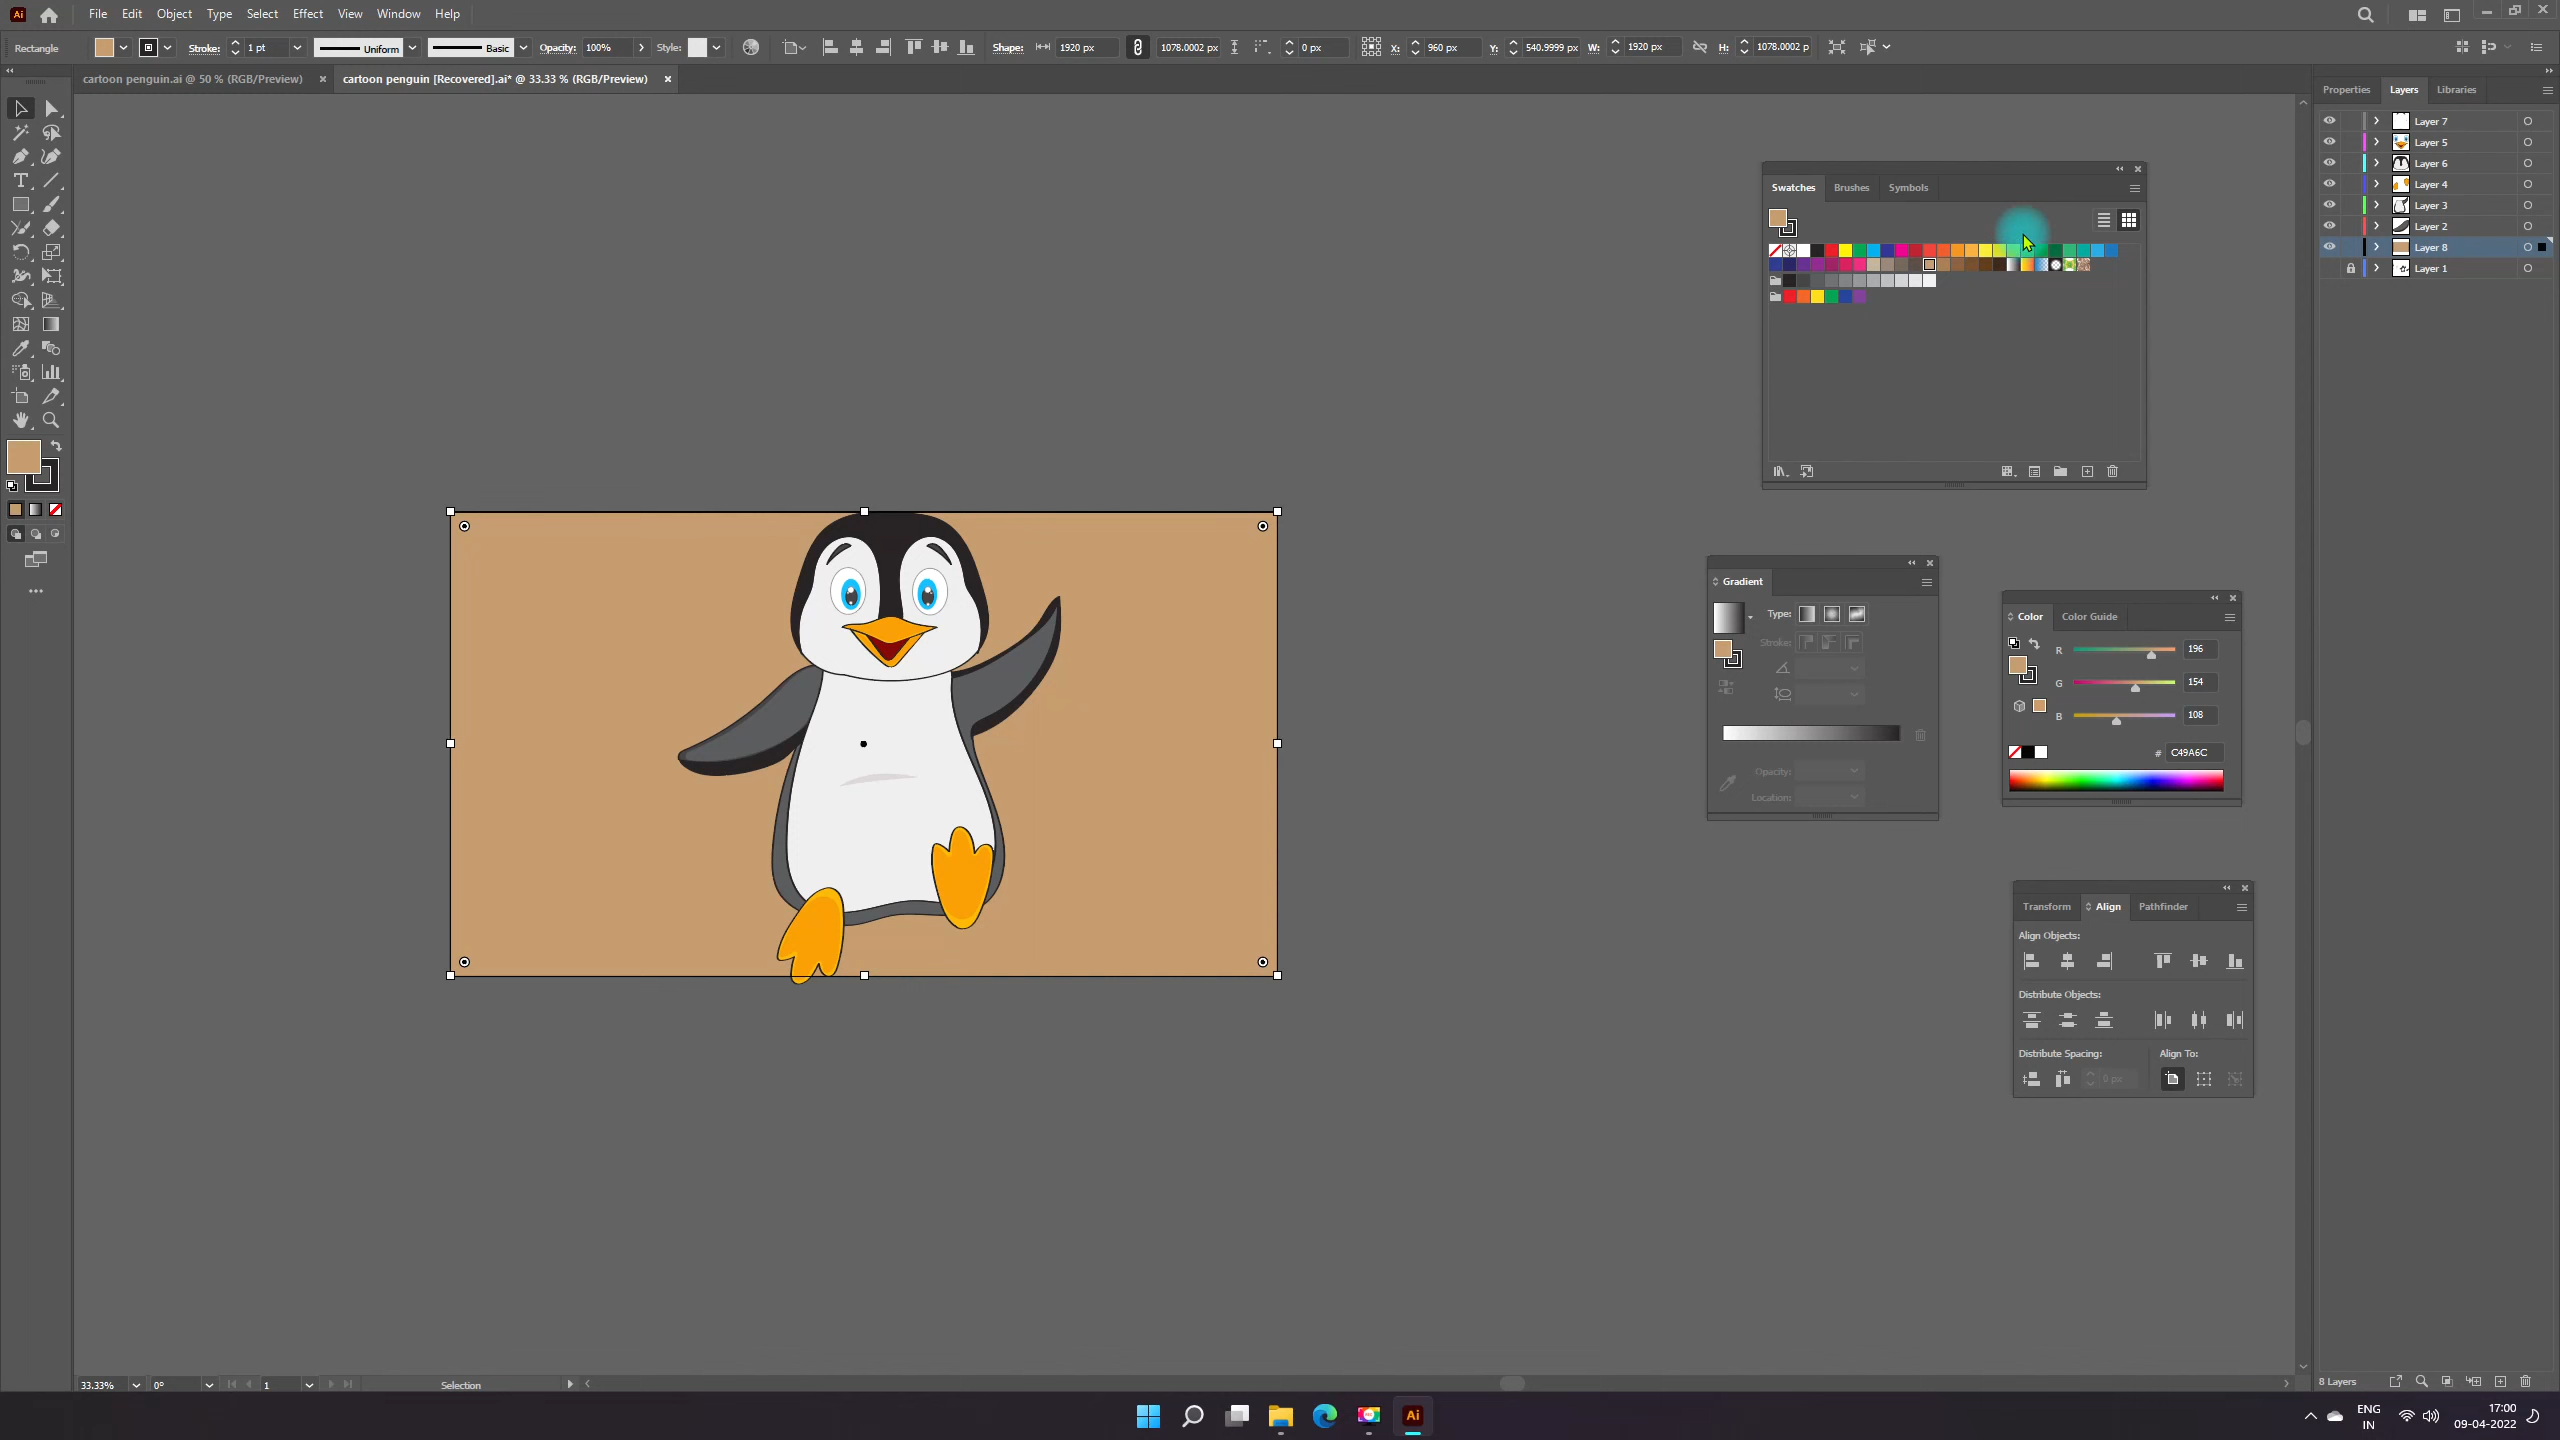 Ai File Edit Object Type Select Effect View Window Help
Rectangle Stroke: 1 pt Uniform Basic Opacity: 100% Style: Shape: 1920 px 1078.0002 px 0 px X: 960 px Y: 540.9999 px W: 1920 px H: 1078.0002 p
cartoon penguin.ai @ 50 % (RGB/Preview) × cartoon penguin [Recovered].ai* @ 33.33 % (RGB/Preview) ×
Properties Layers Libraries
Layer 7
Layer 5
Layer 6
Layer 4
Layer 3
Layer 2
Layer 8
Layer 1
Swatches Brushes Symbols
Gradient
Type:
Stroke:
Opacity:
Location:
Color Color Guide
R 196
G 154
B 108
# C49A6C
Transform Align Pathfinder
Align Objects:
Distribute Objects:
Distribute Spacing: Align To:
0 px
33.33% 0° 1 Selection
8 Layers
Ai
ENG
IN
17:00
09-04-2022